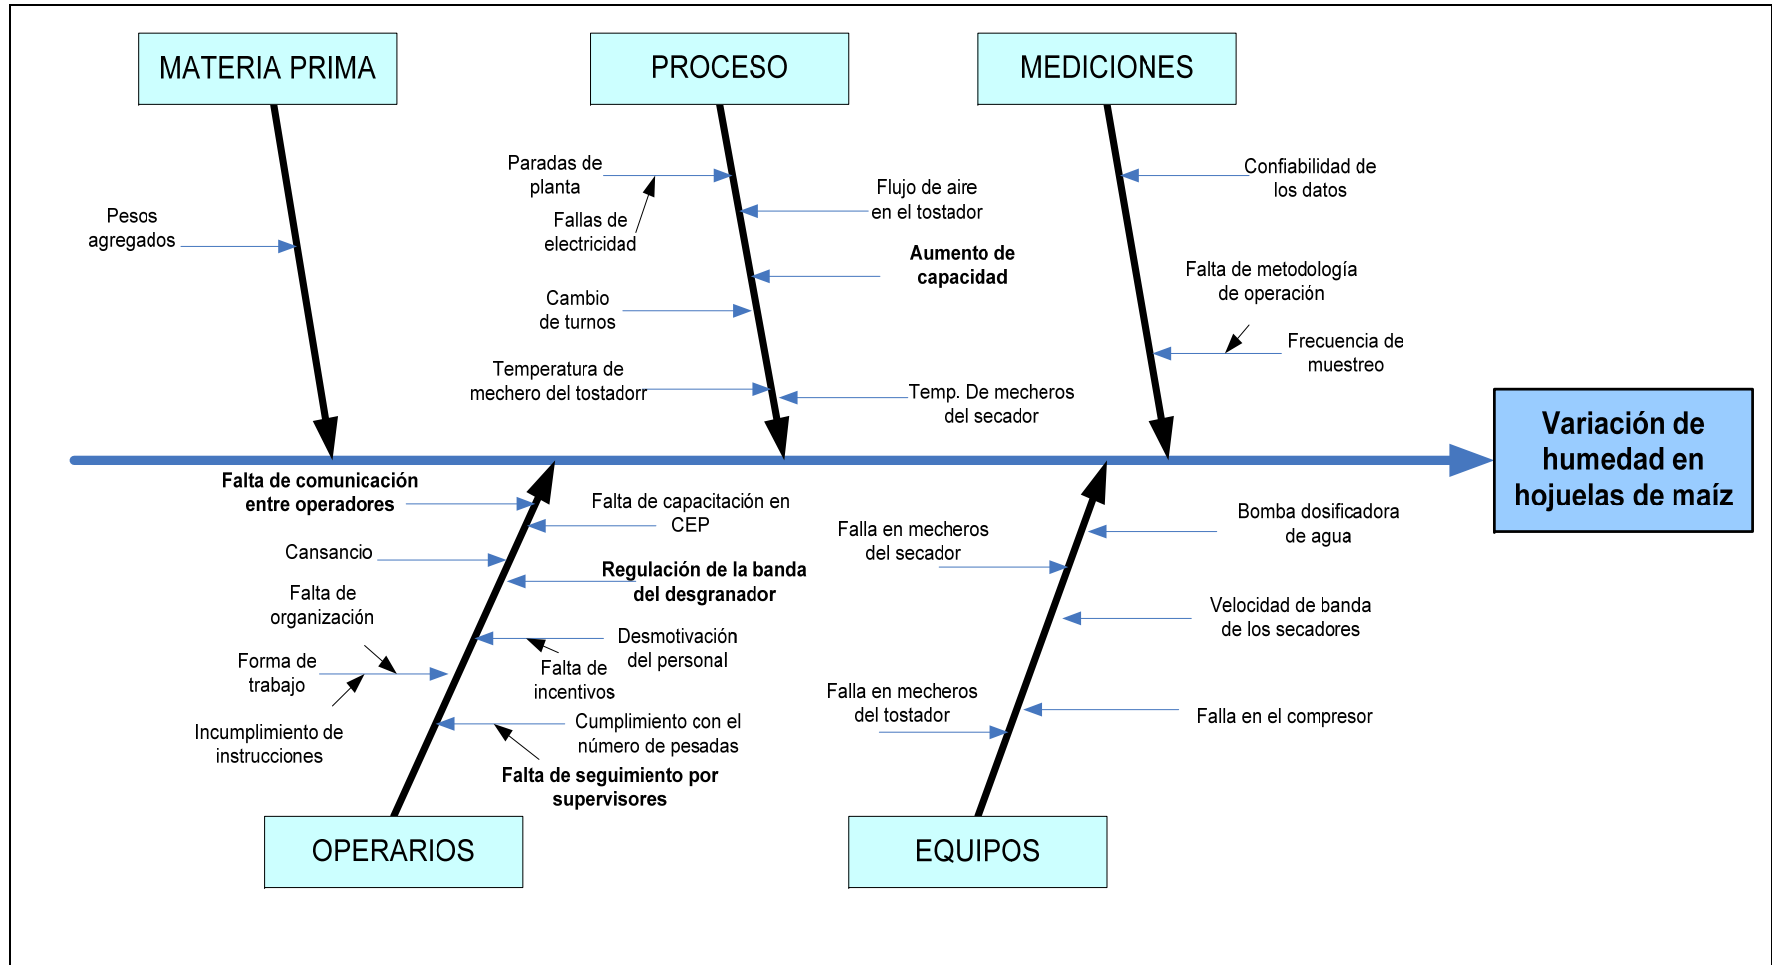 MATERIA PRIMA
PROCESO
MEDICIONES
Pesos
agregados
Paradas de
planta
Fallas de
electricidad
Flujo de aire
en el tostador
Aumento de
capacidad
Cambio
de turnos
Temperatura de
mechero del tostadorr
Temp. De mecheros
del secador
Confiabilidad de
los datos
Falta de metodología
de operación
Frecuencia de
muestreo
Variación de
humedad en
hojuelas de maíz
Falta de comunicación
entre operadores
Falta de capacitación en
CEP
Cansancio
Regulación de la banda
del desgranador
Falta de
organización
Desmotivación
del personal
Falta de
incentivos
Forma de
trabajo
Incumplimiento de
instrucciones
Cumplimiento con el
número de pesadas
Falta de seguimiento por
supervisores
Falla en mecheros
del secador
Bomba dosificadora
de agua
Velocidad de banda
de los secadores
Falla en mecheros
del tostador
Falla en el compresor
OPERARIOS
EQUIPOS